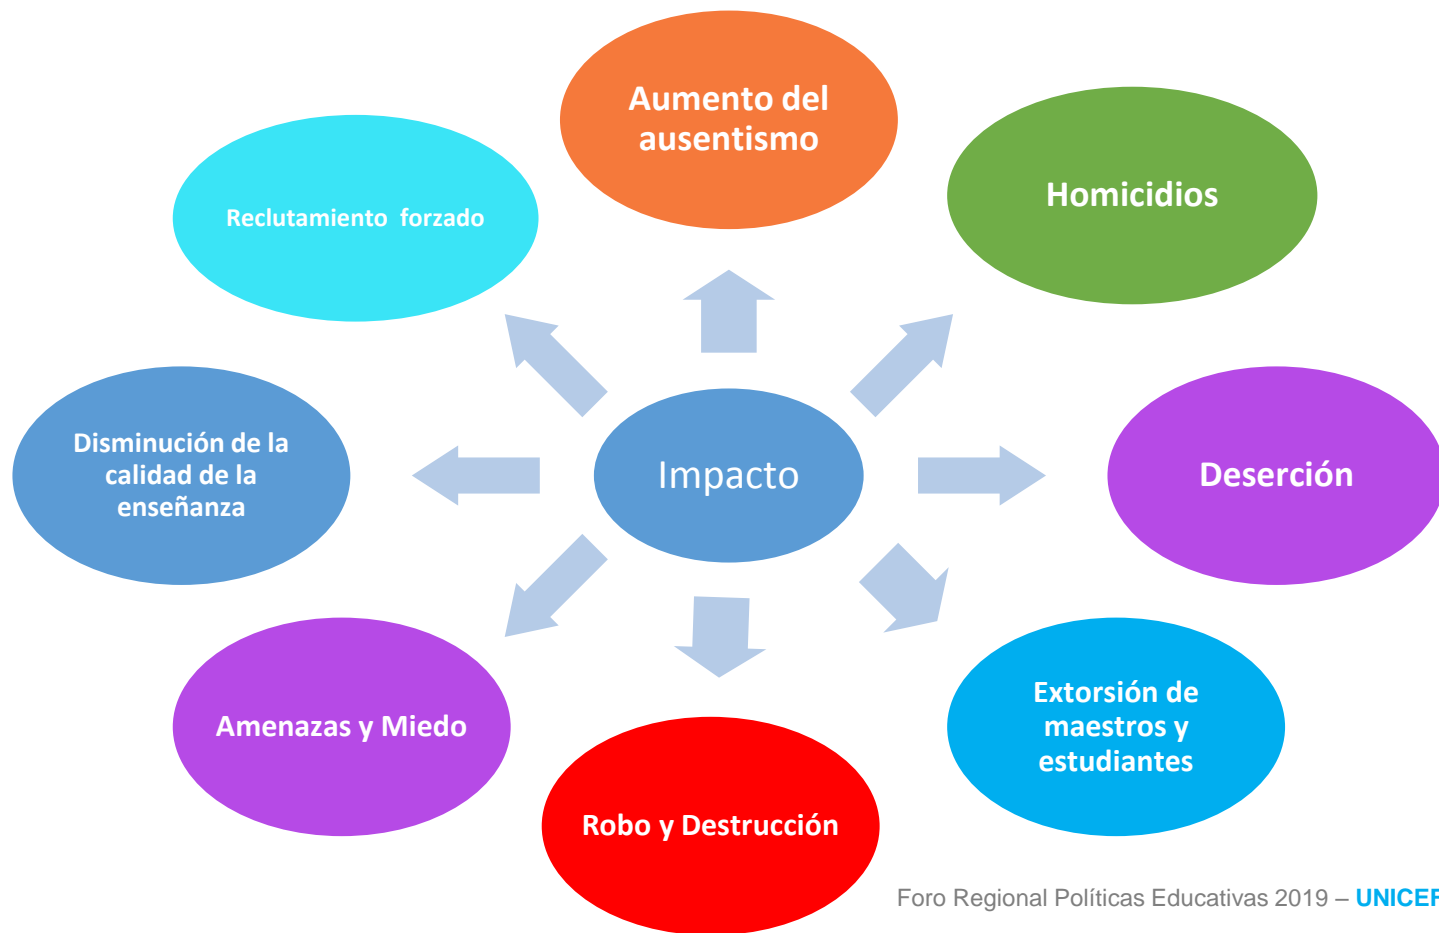 Aumento del
ausentismo
Homicidios
Reclutamiento forzado
Disminución de la
calidad de la
enseñanza
Impacto
Deserción
Amenazas y Miedo
Extorsión de
maestros y
estudiantes
Robo y Destrucción
Foro Regional Políticas Educativas 2019 – UNICEF